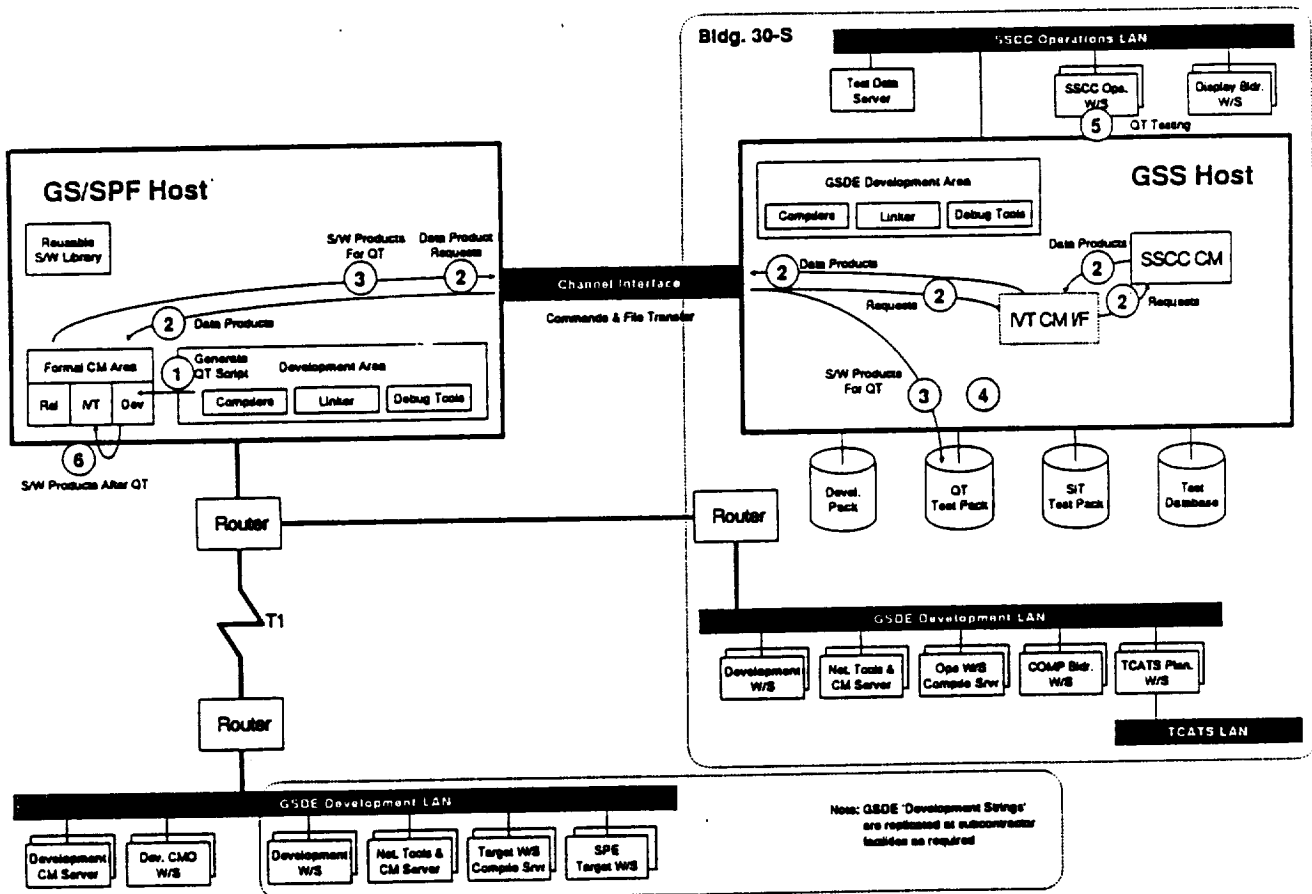 Bldg. 30-S
SSCC Operations LAN
Test Data
Server
SSCC Ops.
W/S
Display Bldr.
W/S
5
QT Testing
GS/SPF Host
Reusable
S/W Library
S/W Products
For QT
3
Data Product
Requests
2
2
Data Products
Formal CM Area
Rel
IVT
Dev
1
Generate
QT Script
Development Area
Compilers
Linker
Debug Tools
6
S/W Products After QT
Channel Interface
Commands & File Transfer
GSS Host
GSDE Development Area
Compilers
Linker
Debug Tools
2
Data Products
Requests
2
Data Products
2
SSCC CM
2
Requests
IVT CM I/F
S/W Products
For QT
3
4
Devel.
Pack
QT
Test Pack
SIT
Test Pack
Test
Database
Router
Router
T1
Router
GSDE Development LAN
Development
W/S
Net. Tools &
CM Server
Ops W/S
Compile Srvr
COMP Bldr.
W/S
TCATS Plan.
W/S
TCATS LAN
GSDE Development LAN
Development
CM Server
Dev. CMO
W/S
Development
W/S
Net. Tools &
CM Server
Target W/S
Compile Srvr
SPE
Target W/S
Note: GSDE 'Development Strings'
are replicated at subcontractor
facilities as required